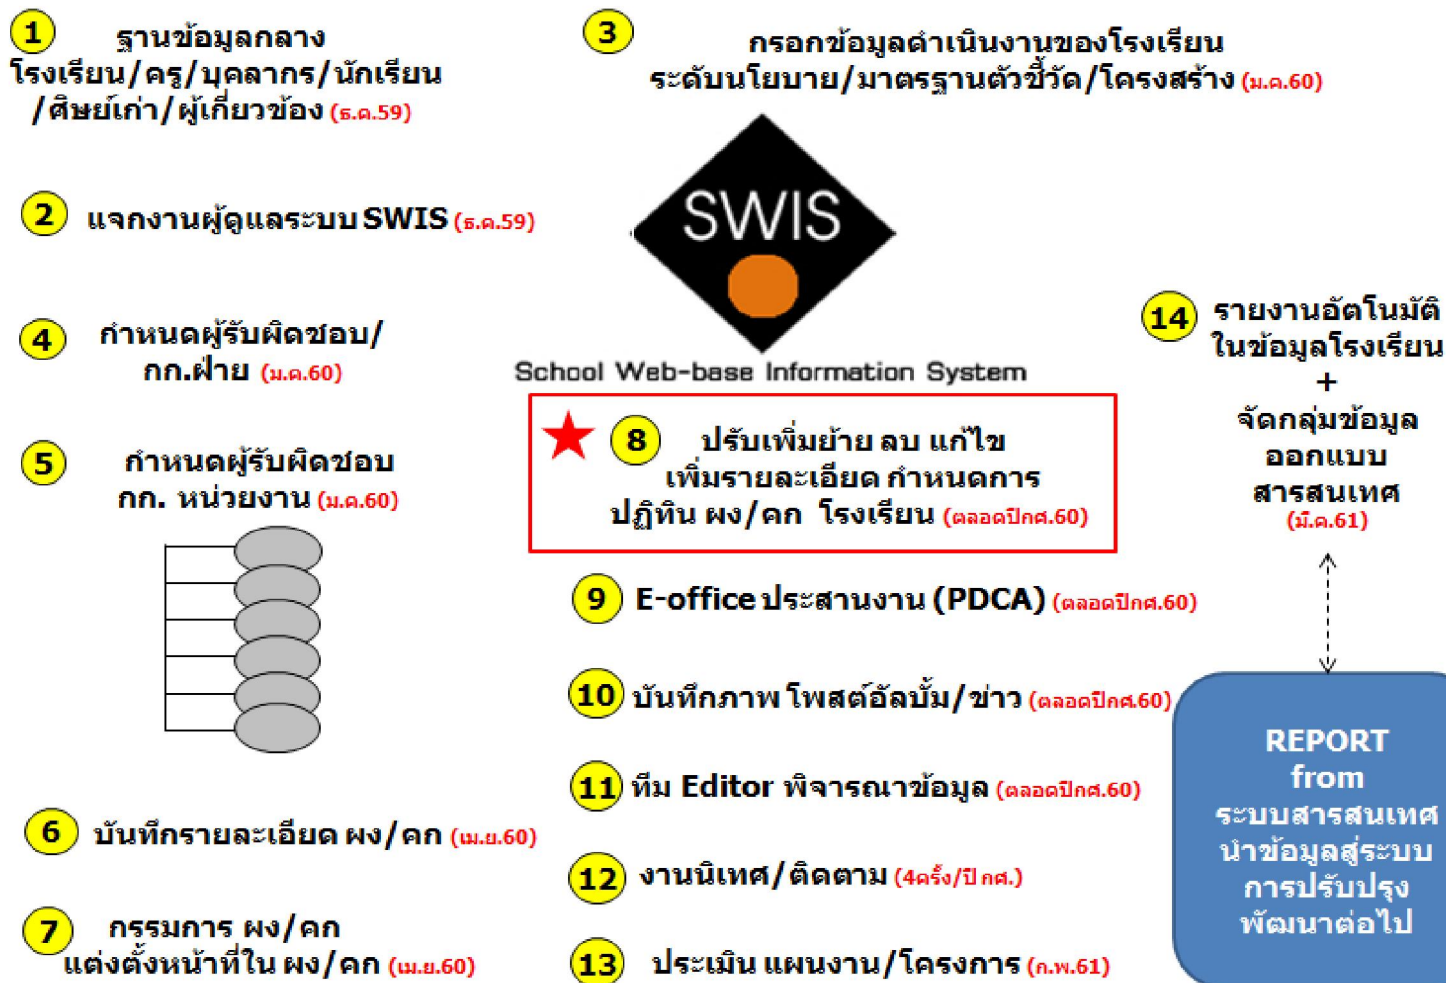 1
ฐานข้อมูลกลาง
โรงเรียน/ครู/บุคลากร/นักเรียน
/ศิษย์เก่า/ผู้เกี่ยวข้อง (ธ.ค.59)
2 แจกงานผู้ดูแลระบบ SWIS (ธ.ค.59)
3
กรอกข้อมูลดำเนินงานของโรงเรียน
ระดับนโยบาย/มาตรฐานตัวชี้วัด/โครงสร้าง (ม.ค.60)
SWIS
School Web-base Information System
4 กำหนดผู้รับผิดชอบ/
กก.ฝ่าย (ม.ค.60)
5 กำหนดผู้รับผิดชอบ
กก. หน่วยงาน (ม.ค.60)
6 บันทึกรายละเอียด ผง/คก (เม.ย.60)
7 กรรมการ ผง/คก
แต่งตั้งหน้าที่ใน ผง/คก (เม.ย.60)
8 ปรับเพิ่มย้าย ลบ แก้ไข
เพิ่มรายละเอียด กำหนดการ
ปฏิทิน ผง/คก โรงเรียน (ตลอดปีกศ.60)
9 E-office ประสานงาน (PDCA) (ตลอดปีกศ.60)
10 บันทึกภาพ โพสต์อัลบั้ม/ข่าว (ตลอดปีกศ.60)
11 ทีม Editor พิจารณาข้อมูล (ตลอดปีกศ.60)
12 งานนิเทศ/ติดตาม (4ครั้ง/ปี กศ.)
13 ประเมิน แผนงาน/โครงการ (ก.พ.61)
14 รายงานอัตโนมัติ
ในข้อมูลโรงเรียน
+
จัดกลุ่มข้อมูล
ออกแบบ
สารสนเทศ
(มี.ค.61)
REPORT
from
ระบบสารสนเทศ
นำข้อมูลสู่ระบบ
การปรับปรุง
พัฒนาต่อไป